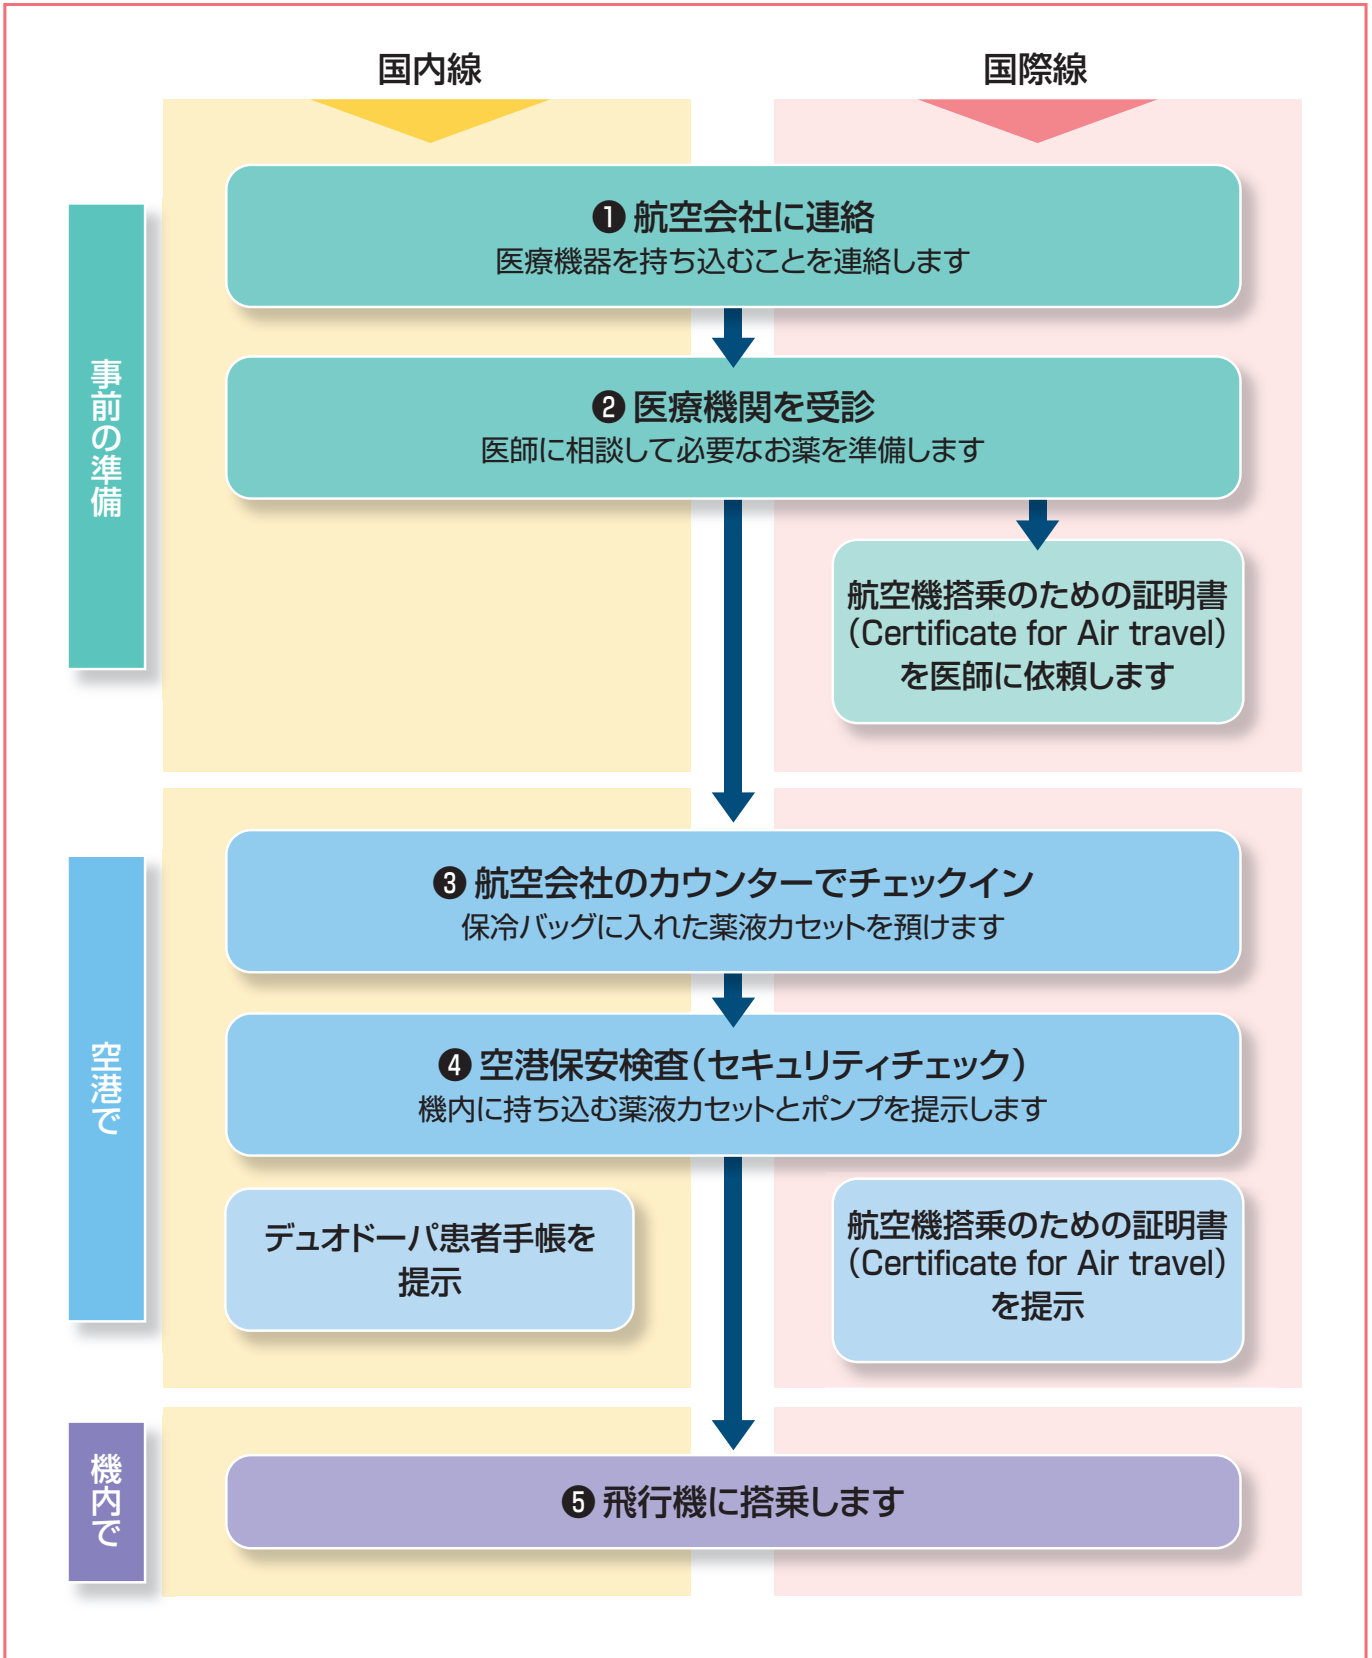 国内線
国際線
事前の準備
❶ 航空会社に連絡
医療機器を持ち込むことを連絡します
❷ 医療機関を受診
医師に相談して必要なお薬を準備します
航空機搭乗のための証明書
（Certificate for Air travel）
を医師に依頼します
空港で
❸ 航空会社のカウンターでチェックイン
保冷バッグに入れた薬液カセットを預けます
❹ 空港保安検査（セキュリティチェック）
機内に持ち込む薬液カセットとポンプを提示します
デュオドーパ患者手帳を
提示
航空機搭乗のための証明書
（Certificate for Air travel）
を提示
機内で
❺ 飛行機に搭乗します